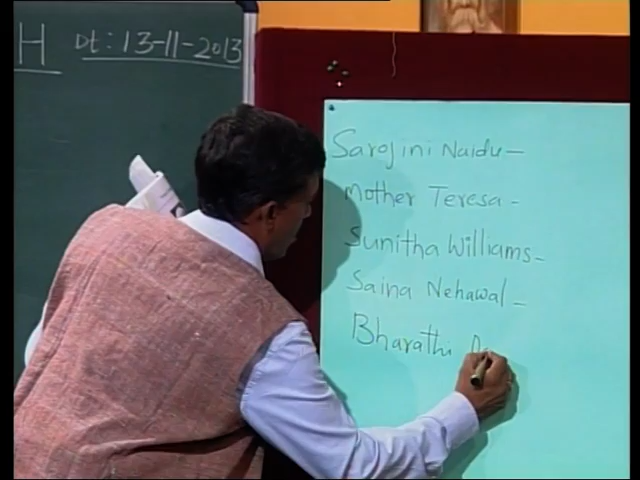 H Dt: 13-11-2013
Sarojini Naidu -
Mother Teresa -
Sunitha Williams -
Saina Nehawal -
Bharathi